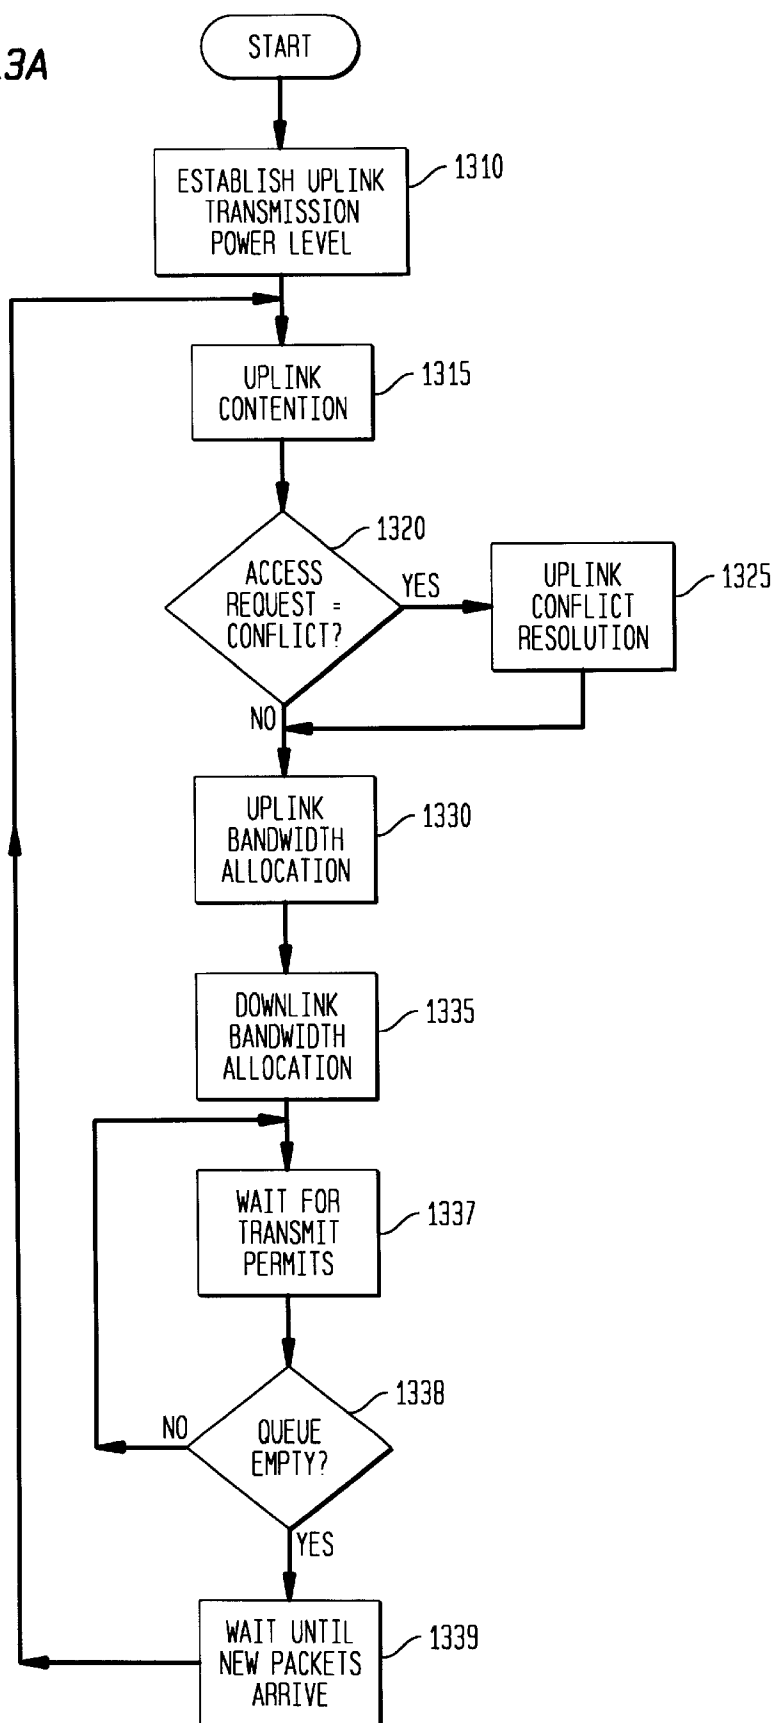 3A
START
ESTABLISH UPLINK
TRANSMISSION
POWER LEVEL
1310
UPLINK
CONTENTION
1315
ACCESS
REQUEST =
CONFLICT?
1320
YES
UPLINK
CONFLICT
RESOLUTION
1325
NO
UPLINK
BANDWIDTH
ALLOCATION
1330
DOWNLINK
BANDWIDTH
ALLOCATION
1335
WAIT FOR
TRANSMIT
PERMITS
1337
QUEUE
EMPTY?
1338
NO
YES
WAIT UNTIL
NEW PACKETS
ARRIVE
1339